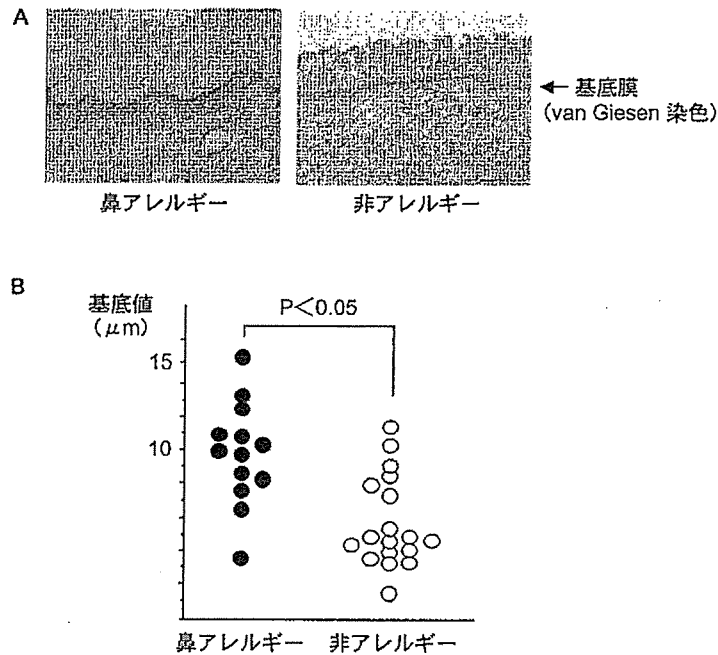 A
← 基底膜
(van Giesen 染色)
鼻アレルギー 非アレルギー
B
基底値
(μm)
P<0.05
15
10
鼻アレルギー 非アレルギー